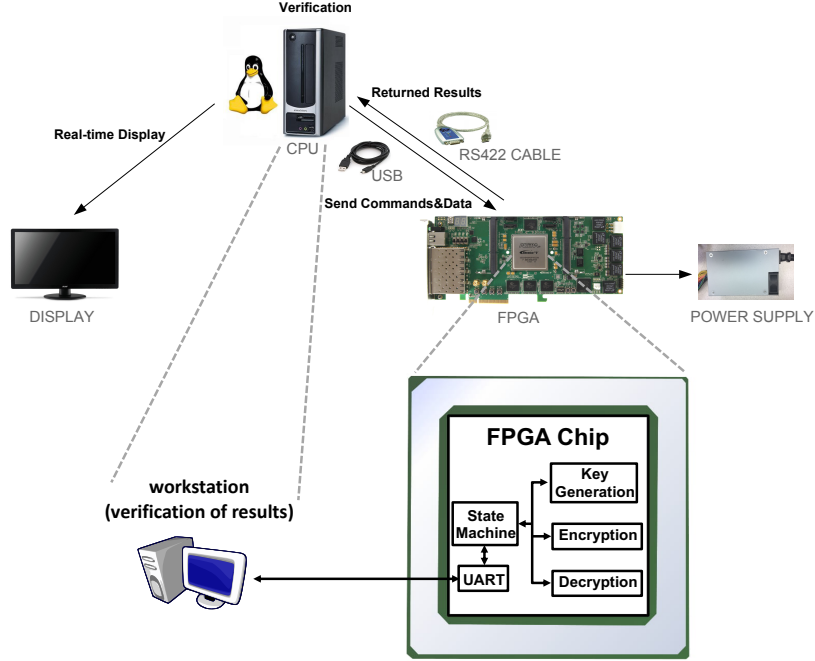 Verification
Returned Results
Real-time Display
CPU
RS422 CABLE
USB
Send Commands&Data
DISPLAY
FPGA
POWER SUPPLY
FPGA Chip
Key
Generation
workstation
(verification of results)
State
Machine
Encryption
UART
Decryption